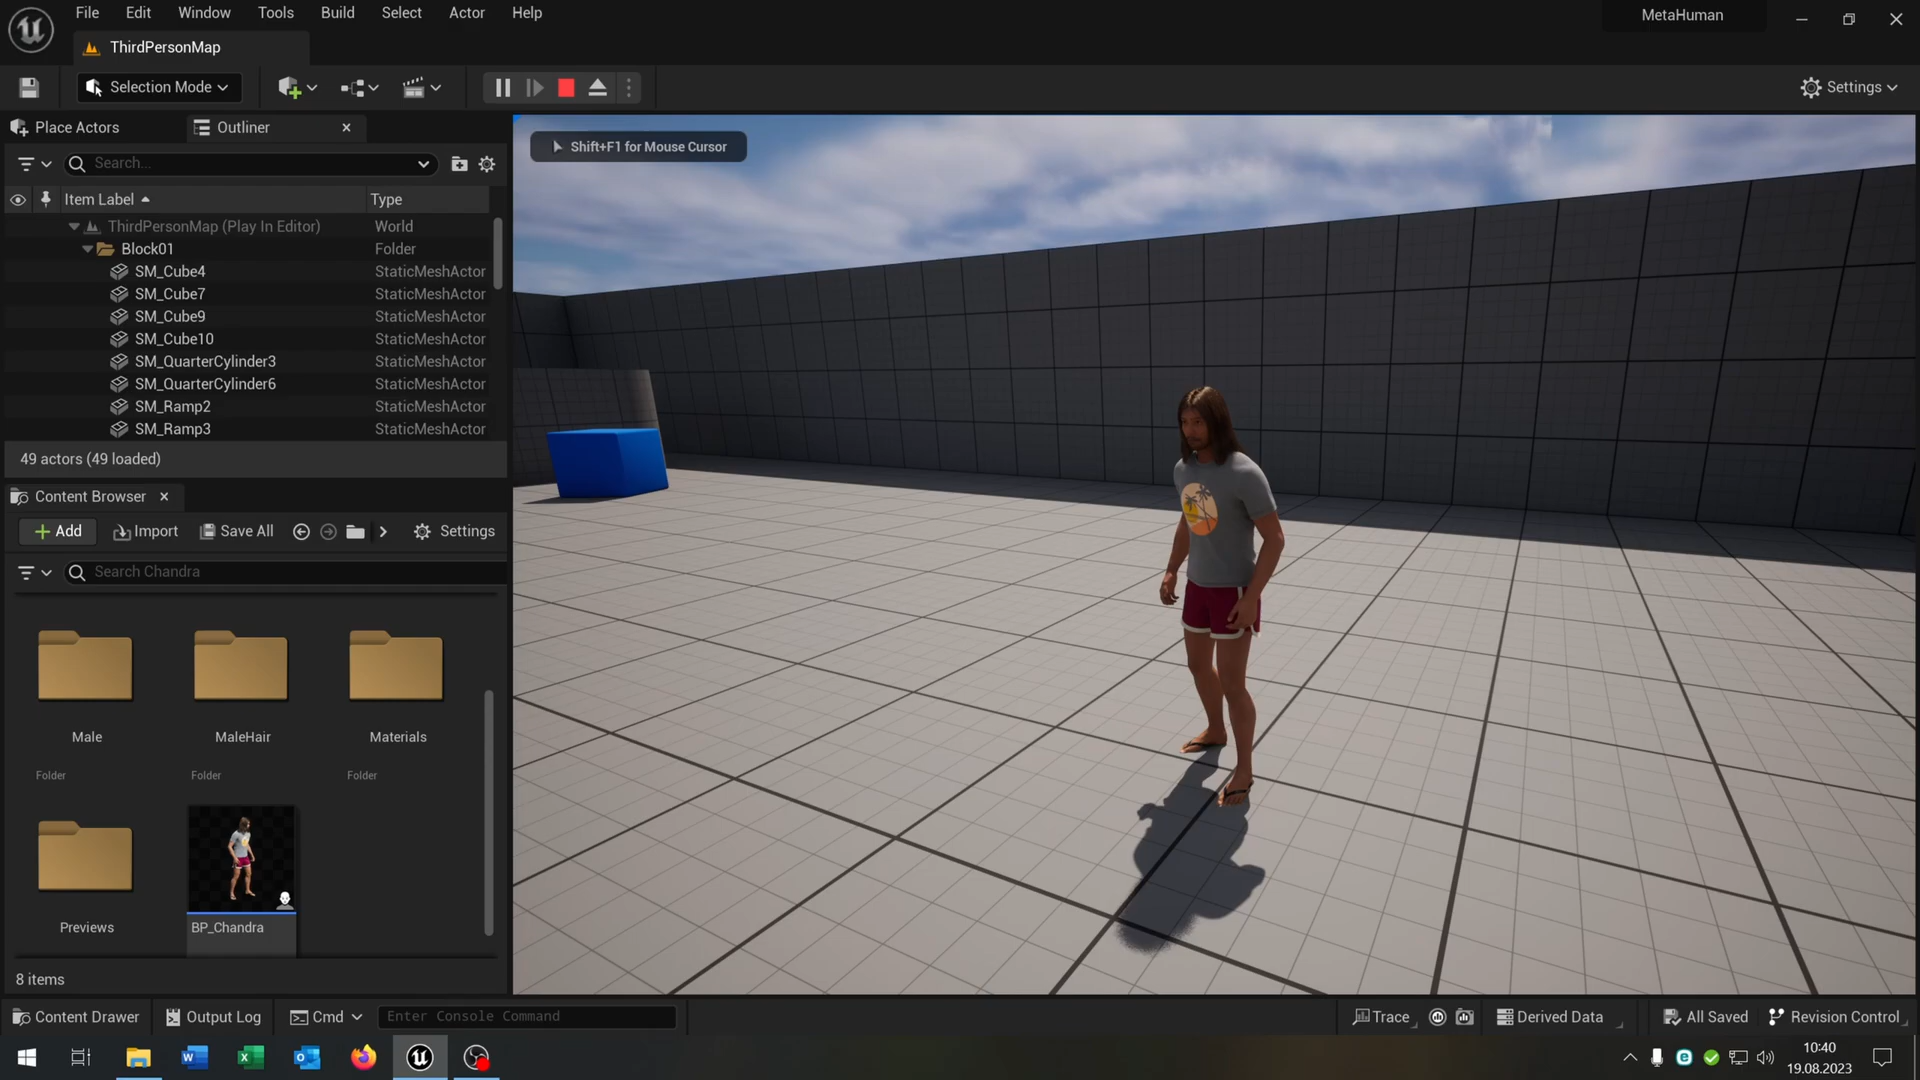 File Edit Window Tools Build Select Actor Help
MetaHuman
ThirdPersonMap
Selection Mode
Settings
Place Actors
Outliner
Shift+F1 for Mouse Cursor
Search...
Item Label Type
ThirdPersonMap (Play In Editor) World
Block01 Folder
SM_Cube4 StaticMeshActor
SM_Cube7 StaticMeshActor
SM_Cube9 StaticMeshActor
SM_Cube10 StaticMeshActor
SM_QuarterCylinder3 StaticMeshActor
SM_QuarterCylinder6 StaticMeshActor
SM_Ramp2 StaticMeshActor
SM_Ramp3 StaticMeshActor
49 actors (49 loaded)
Content Browser
Add Import Save All Settings
Search Chandra
Male MaleHair Materials
Folder Folder Folder
Previews BP_Chandra
8 items
Content Drawer Output Log Cmd Enter Console Command Trace Derived Data All Saved Revision Control
10:40
19.08.2023